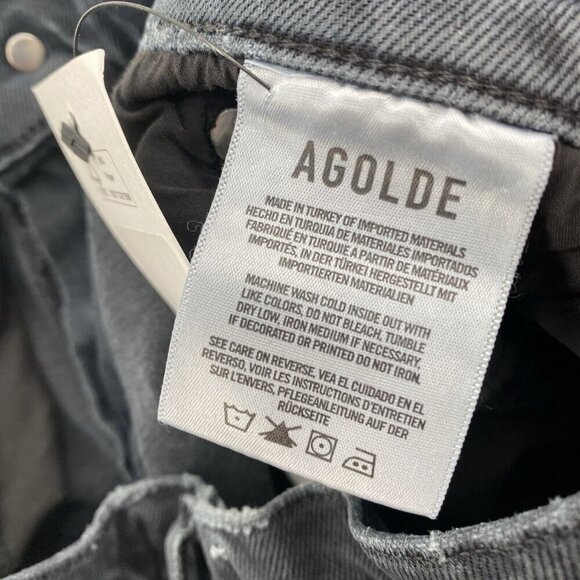 AGOLDE
MADE IN TURKEY OF IMPORTED MATERIALS
HECHO EN TURQUIA DE MATERIALES IMPORTADOS
FABRIQUÉ EN TURQUIE A PARTIR DE MATÉRIAUX
IMPORTÉS, IN DER TÜRKEI HERGESTELLT MIT
IMPORTIERTEN MATERIALIEN
MACHINE WASH COLD INSIDE OUT WITH
LIKE COLORS, DO NOT BLEACH, TUMBLE
DRY LOW, IRON MEDIUM IF NECESSARY.
IF DECORATED OR PRINTED DO NOT IRON.
SEE CARE ON REVERSE, VEA EL CUIDADO EN EL
REVERSO, VOIR LES INSTRUCTIONS D'ENTRETIEN
SUR L'ENVERS, PFLEGEANLEITUNG AUF DER
RÜCKSEITE